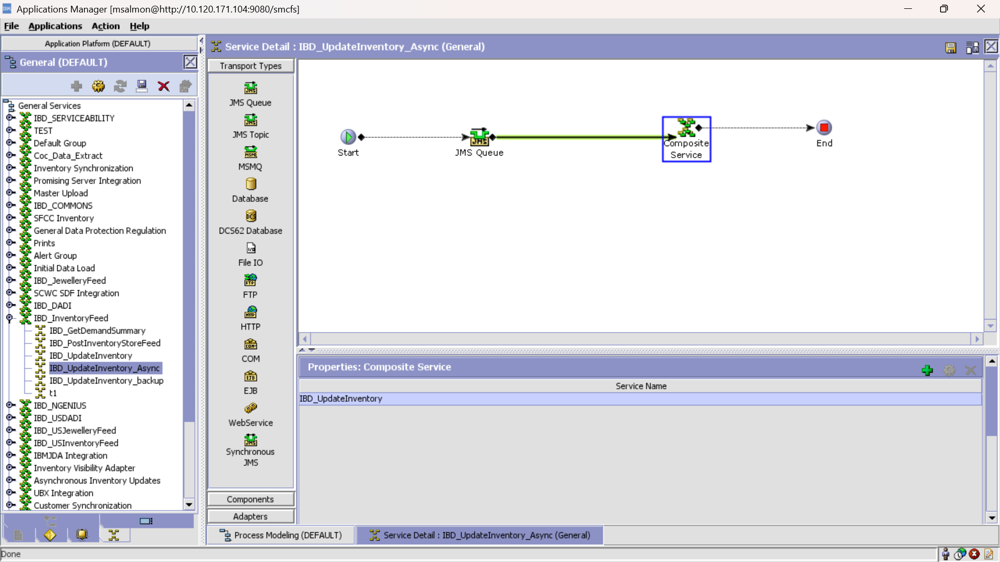 Applications Manager [msalmon@http://10.120.171.104:9080/smcfs]
File Applications Action Help
Application Platform (DEFAULT)
General (DEFAULT)
General Services
IBD_SERVICEABILITY
TEST
Default Group
Coc_Data_Extract
Inventory Synchronization
Promising Server Integration
Master Upload
IBD_COMMONS
SFCC Inventory
General Data Protection Regulation
Prints
Alert Group
Initial Data Load
IBD_JewelleryFeed
SCWC SDF Integration
IBD_DADI
IBD_InventoryFeed
IBD_GetDemandSummary
IBD_PostInventoryStoreFeed
IBD_UpdateInventory
IBD_UpdateInventory_Async
IBD_UpdateInventory_backup
t1
IBD_NGENIUS
IBD_USDADI
IBD_USJewelleryFeed
IBD_USInventoryFeed
IBMJDA Integration
Inventory Visibility Adapter
Asynchronous Inventory Updates
UBX Integration
Customer Synchronization
Service Detail : IBD_UpdateInventory_Async (General)
Transport Types
JMS Queue
JMS Topic
MSMQ
Database
DCS62 Database
File IO
FTP
HTTP
COM
EJB
WebService
Synchronous
JMS
Components
Adapters
Start
JMS Queue
Composite
Service
End
Properties: Composite Service
Service Name
IBD_UpdateInventory
Process Modeling (DEFAULT)
Service Detail : IBD_UpdateInventory_Async (General)
Done